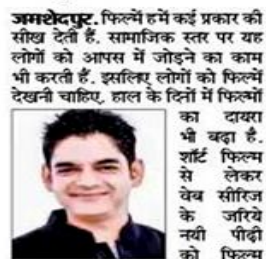 जमशेदपुर. फिल्में हमें कई प्रकार की
सीख देती हैं. सामाजिक स्तर पर यह
लोगों को आपस में जोड़ने का काम
भी करती हैं. इसलिए लोगों को फिल्में
देखनी चाहिए. हाल के दिनों में फिल्मों
का दायरा
भी बढ़ा है.
शॉर्ट फिल्म
से लेकर
वेब सीरिज
के जरिये
नयी पीढ़ी
को फिल्म